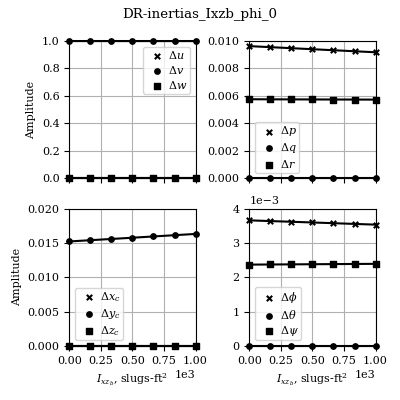 DR-inertias_Ixzb_phi_0
Amplitude
1.0
0.8
0.6
0.4
0.2
0.0
Δu
Δv
Δw
0.010
0.008
0.006
0.004
0.002
0.000
Δp
Δq
Δr
Amplitude
0.020
0.015
0.010
0.005
0.000
Δx_c
Δy_c
Δz_c
0.00 0.25 0.50 0.75 1.00
1e3
I_xz_b, slugs-ft²
1e−3
4
3
2
1
0
Δϕ
Δθ
Δψ
0.00 0.25 0.50 0.75 1.00
1e3
I_xz_b, slugs-ft²